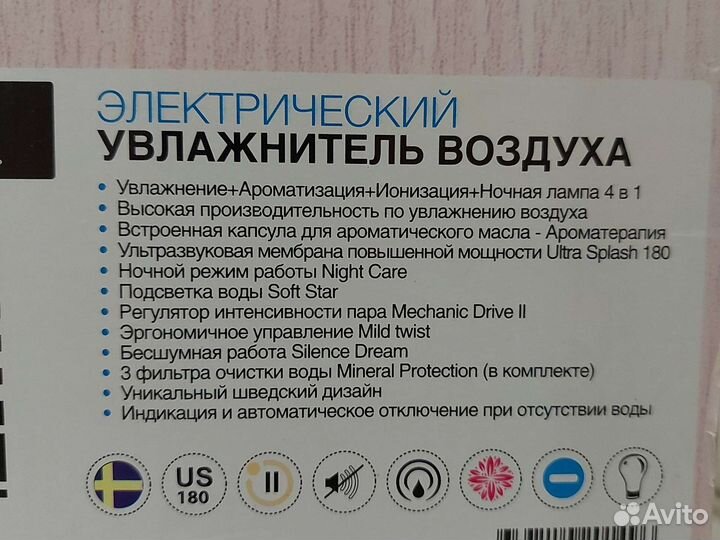 ЭЛЕКТРИЧЕСКИЙ
УВЛАЖНИТЕЛЬ ВОЗДУХА
• Увлажнение+Ароматизация+Ионизация+Ночная лампа 4 в 1
• Высокая производительность по увлажнению воздуха
• Встроенная капсула для ароматического масла - Ароматерапия
• Ультразвуковая мембрана повышенной мощности Ultra Splash 180
• Ночной режим работы Night Care
• Подсветка воды Soft Star
• Регулятор интенсивности пара Mechanic Drive II
• Эргономичное управление Mild twist
• Бесшумная работа Silence Dream
• 3 фильтра очистки воды Mineral Protection (в комплекте)
• Уникальный шведский дизайн
• Индикация и автоматическое отключение при отсутствии воды
US
180
II
Avito